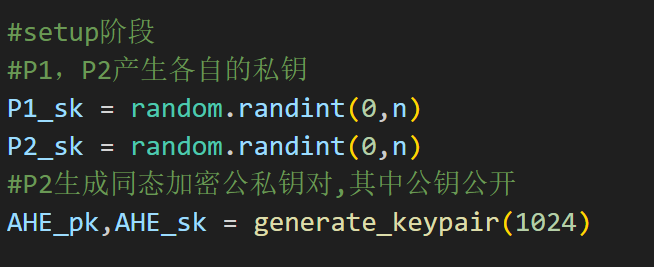 #setup阶段
#P1，P2产生各自的私钥
P1_sk = random.randint(0,n)
P2_sk = random.randint(0,n)
#P2生成同态加密公私钥对,其中公钥公开
AHE_pk,AHE_sk = generate_keypair(1024)